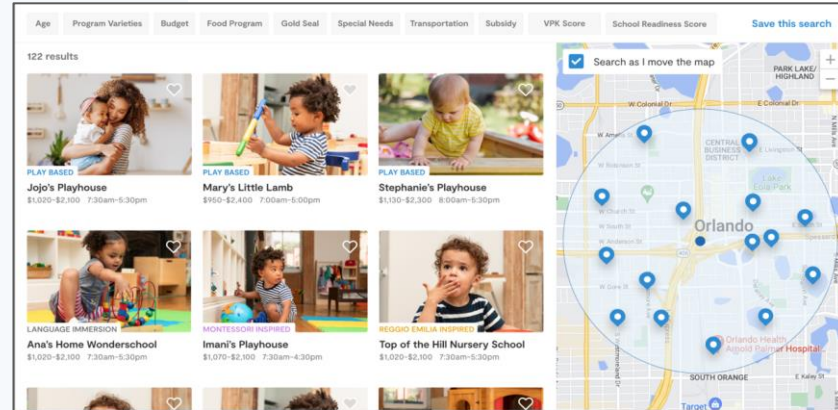 Age Program Varieties Budget Food Program Gold Seal Special Needs Transportation Subsidy VPK Score School Readiness Score Save this search
122 results
PLAY BASED
Jojo's Playhouse
$1,020-$2,100 7:30am-5:30pm
PLAY BASED
Mary's Little Lamb
$950-$2,400 7:00am-5:00pm
PLAY BASED
Stephanie's Playhouse
$1,130-$2,300 8:00am-5:30pm
LANGUAGE IMMERSION
Ana's Home Wonderschool
$1,020-$2,100 7:30am-5:30pm
MONTESSORI INSPIRED
Imani's Playhouse
$1,070-$2,100 7:30am-4:30pm
REGGIO EMILIA INSPIRED
Top of the Hill Nursery School
$1,020-$2,100 7:30am-5:30pm
Search as I move the map
PARK LAKE/
HIGHLAND
W Colonial Dr
E Colonial Dr
CENTRAL
BUSINESS
DISTRICT
W Robinson St
Lake
Eola Park
W Church St
Orlando
W Anderson St
W Gore St
Orlando Health
Arnold Palmer Hospital
SOUTH ORANGE
E Kaley St
Target